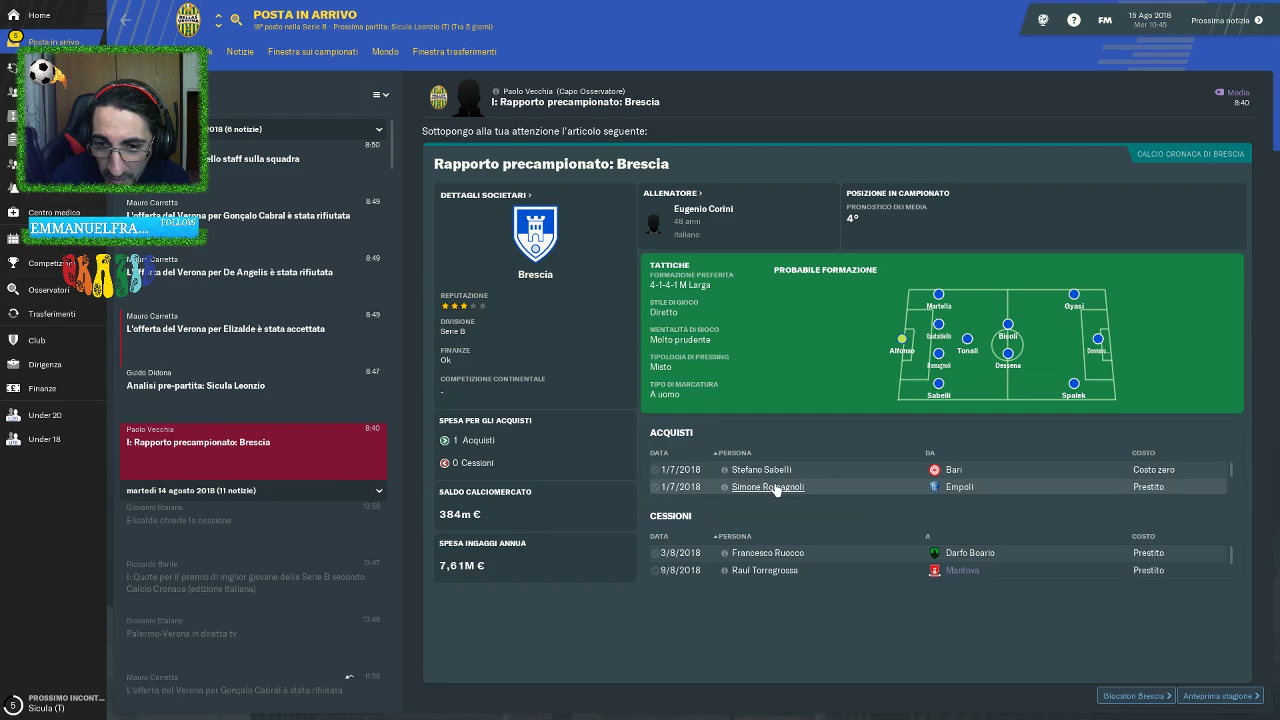 Home
POSTA IN ARRIVO
18° posto nella Serie B - Prossima partita: Sicula Leonzio (T) (Tra 5 giorni)
FM
15 Ago 2018
Mer 10:45
Prossima notizia
5
Posta in arrivo
Notizie
Finestra sui campionati
Mondo
Finestra trasferimenti
Paolo Vecchia (Capo Osservatore)
I: Rapporto precampionato: Brescia
Media
8:40
2018 (6 notizie)
Sottopongo alla tua attenzione l'articolo seguente:
8:50
llo staff sulla squadra
Rapporto precampionato: Brescia
CALCIO CRONACA DI BRESCIA
Mauro Carretta
8:49
L'offerta del Verona per Gonçalo Cabral è stata rifiutata
Centro medico
EMMANUELFRA...
FOLLOW
Mauro Carretta
8:49
L'offerta del Verona per De Angelis è stata rifiutata
GRAZIE
Osservatori
Trasferimenti
Club
Dirigenza
Finanze
Under 20
Under 18
Mauro Carretta
8:49
L'offerta del Verona per Elizalde è stata accettata
Guido Didona
8:47
Analisi pre-partita: Sicula Leonzio
Paolo Vecchia
8:40
I: Rapporto precampionato: Brescia
martedì 14 agosto 2018 (11 notizie)
Giovanni Staiano
13:56
Elizalde chiede la cessione
Riccardo Barile
13:47
I: Quote per il premio di miglior giovane della Serie B secondo
Calcio Cronaca (edizione italiana)
Giovanni Staiano
13:46
Palermo-Verona in diretta tv
Mauro Carretta
11:50
L'offerta del Verona per Gonçalo Cabral è stata rifiutata
5
PROSSIMO INCONT...
Sicula (T)
DETTAGLI SOCIETARI
Brescia
REPUTAZIONE
DIVISIONE
Serie B
FINANZE
Ok
COMPETIZIONE CONTINENTALE
-
SPESA PER GLI ACQUISTI
1 Acquisti
0 Cessioni
SALDO CALCIOMERCATO
384m €
SPESA INGAGGI ANNUA
7,61M €
ALLENATORE
Eugenio Corini
48 anni
Italiano
POSIZIONE IN CAMPIONATO
PRONOSTICO DEI MEDIA
4°
TATTICHE
FORMAZIONE PREFERITA
4-1-4-1 M Larga
STILE DI GIOCO
Diretto
MENTALITÀ DI GIOCO
Molto prudente
TIPOLOGIA DI PRESSING
Misto
TIPO DI MARCATURA
A uomo
PROBABILE FORMAZIONE
Martella
Gyasi
Gastaldello
Bisoli
Alfonso
Tonali
Romagnoli
Dessena
Sabelli
Spalek
ACQUISTI
DATA
PERSONA
DA
COSTO
1/7/2018
Stefano Sabelli
Bari
Costo zero
1/7/2018
Simone Romagnoli
Empoli
Prestito
CESSIONI
DATA
PERSONA
A
COSTO
3/8/2018
Francesco Ruocco
Darfo Boario
Prestito
9/8/2018
Raul Torregrossa
Mantova
Prestito
Giocatori Brescia
Anteprima stagione